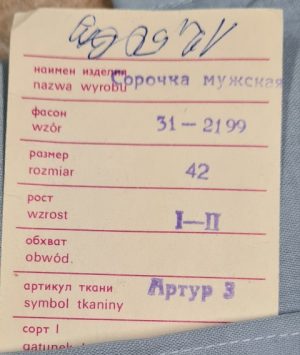 наимен изделия
nazwa wyrobu Сорочка мужская
фасон
wzór 31-2199
размер
rozmiar 42
рост
wzrost I-II
обхват
obwód.
артикул ткани Артур 3
symbol tkaniny
сорт I
gatunek I